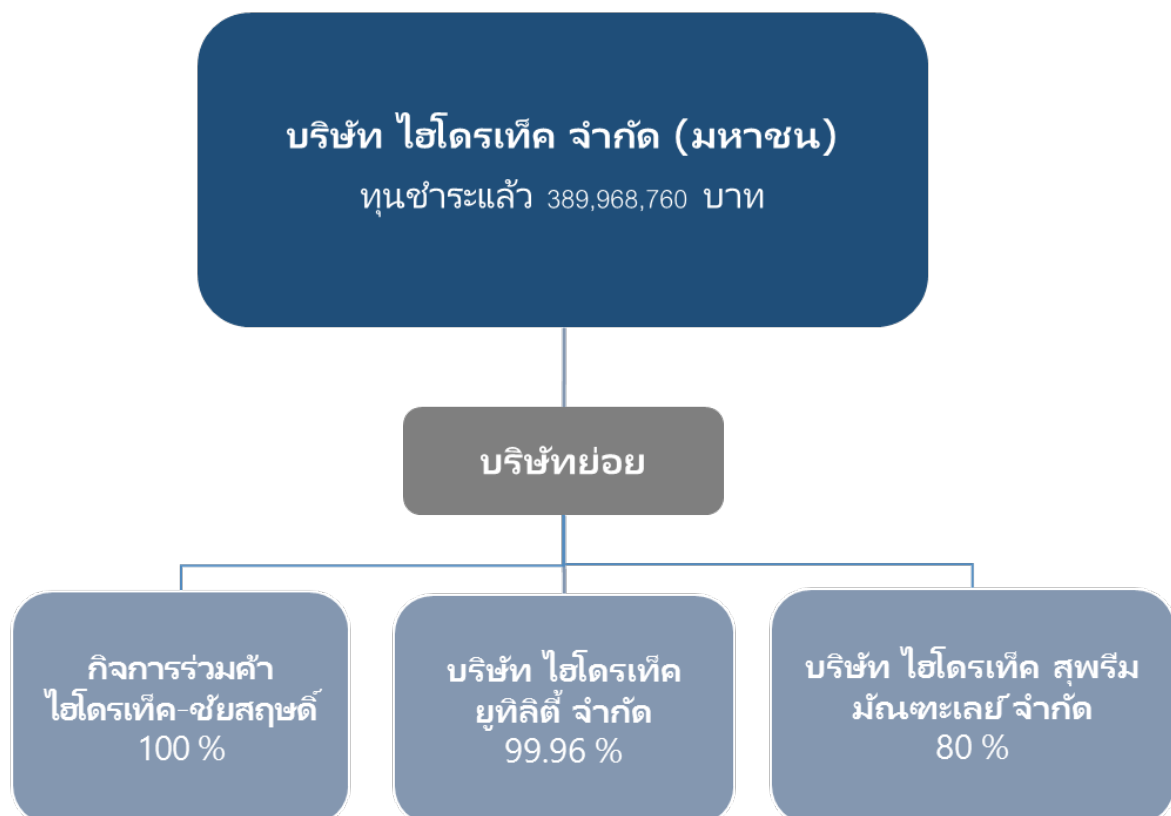 บริษัท ไฮโดรเท็ค จำกัด (มหาชน)
ทุนชำระแล้ว 389,968,760 บาท
บริษัทย่อย
กิจการร่วมค้า
ไฮโดรเท็ค-ชัยสฤษดิ์
100 %
บริษัท ไฮโดรเท็ค
ยูทิลิตี้ จำกัด
99.96 %
บริษัท ไฮโดรเท็ค สุพรีม
มัณฑะเลย์ จำกัด
80 %